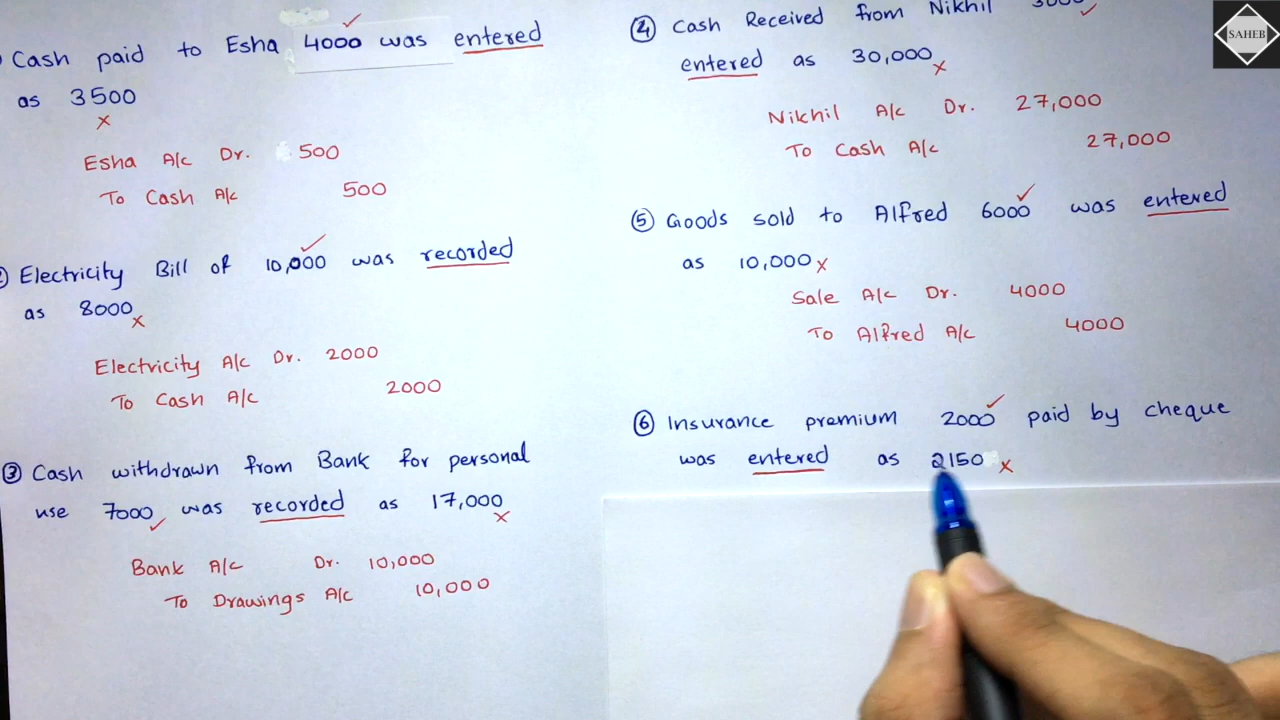 Cash paid to Esha 4000 was entered
as 3500
Esha A/c Dr. 500
To Cash A/c 500
Electricity Bill of 10,000 was recorded
as 8000
Electricity A/c Dr. 2000
To Cash A/c 2000
③ Cash withdrawn from Bank for personal
use 7000 was recorded as 17,000
Bank A/c Dr. 10,000
To Drawings A/c 10,000
④ Cash Received from Nikhil
entered as 30,000
Nikhil A/c Dr. 27,000
To Cash A/c 27,000
⑤ Goods sold to Alfred 6000 was entered
as 10,000
Sale A/c Dr. 4000
To Alfred A/c 4000
⑥ Insurance premium 2000 paid by cheque
was entered as 2150
SAHEB